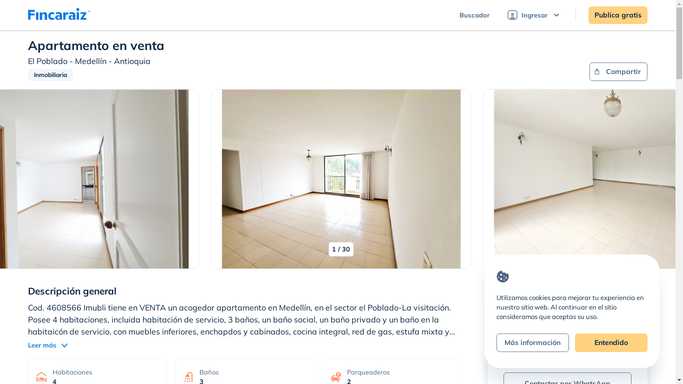 Fincaraiz
Buscador
Ingresar
Publica gratis
Apartamento en venta
El Poblado - Medellín - Antioquia
Inmobiliaria
Compartir
1 / 30
Descripción general
Cod. 4608566 Imubli tiene en VENTA un acogedor apartamento en Medellín, en el sector el Poblado-La visitación.
Posee 4 habitaciones, incluida habitación de servicio, 3 baños, un baño social, un baño privado y un baño en la
habitaicón de servicio, con muebles inferiores, enchapados y cabinados, cocina integral, red de gas, estufa mixta y...
Leer más
Habitaciones
4
Baños
3
Parqueaderos
2
Utilizamos cookies para mejorar tu experiencia en
nuestro sitio web. Al continuar en el sitio
consideramos que aceptas su uso.
Más información
Entendido
Contactar por WhatsApp